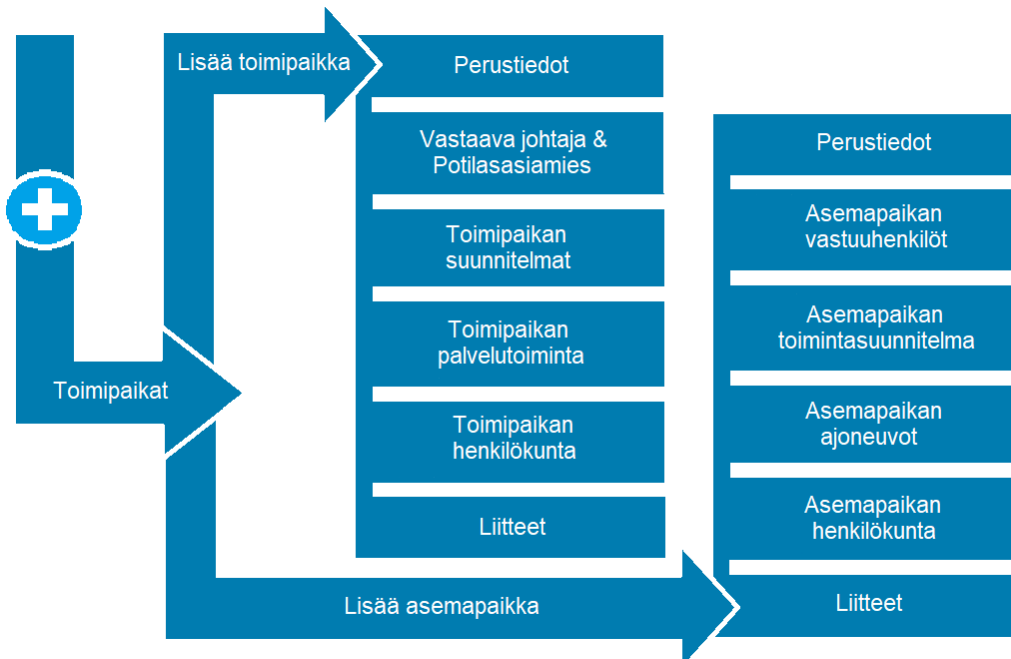 Toimipaikat
Lisää toimipaikka
Perustiedot
Vastaava johtaja &
Potilasasiamies
Toimipaikan
suunnitelmat
Toimipaikan
palvelutoiminta
Toimipaikan
henkilökunta
Liitteet
Lisää asemapaikka
Perustiedot
Asemapaikan
vastuuhenkilöt
Asemapaikan
toimintasuunnitelma
Asemapaikan
ajoneuvot
Asemapaikan
henkilökunta
Liitteet